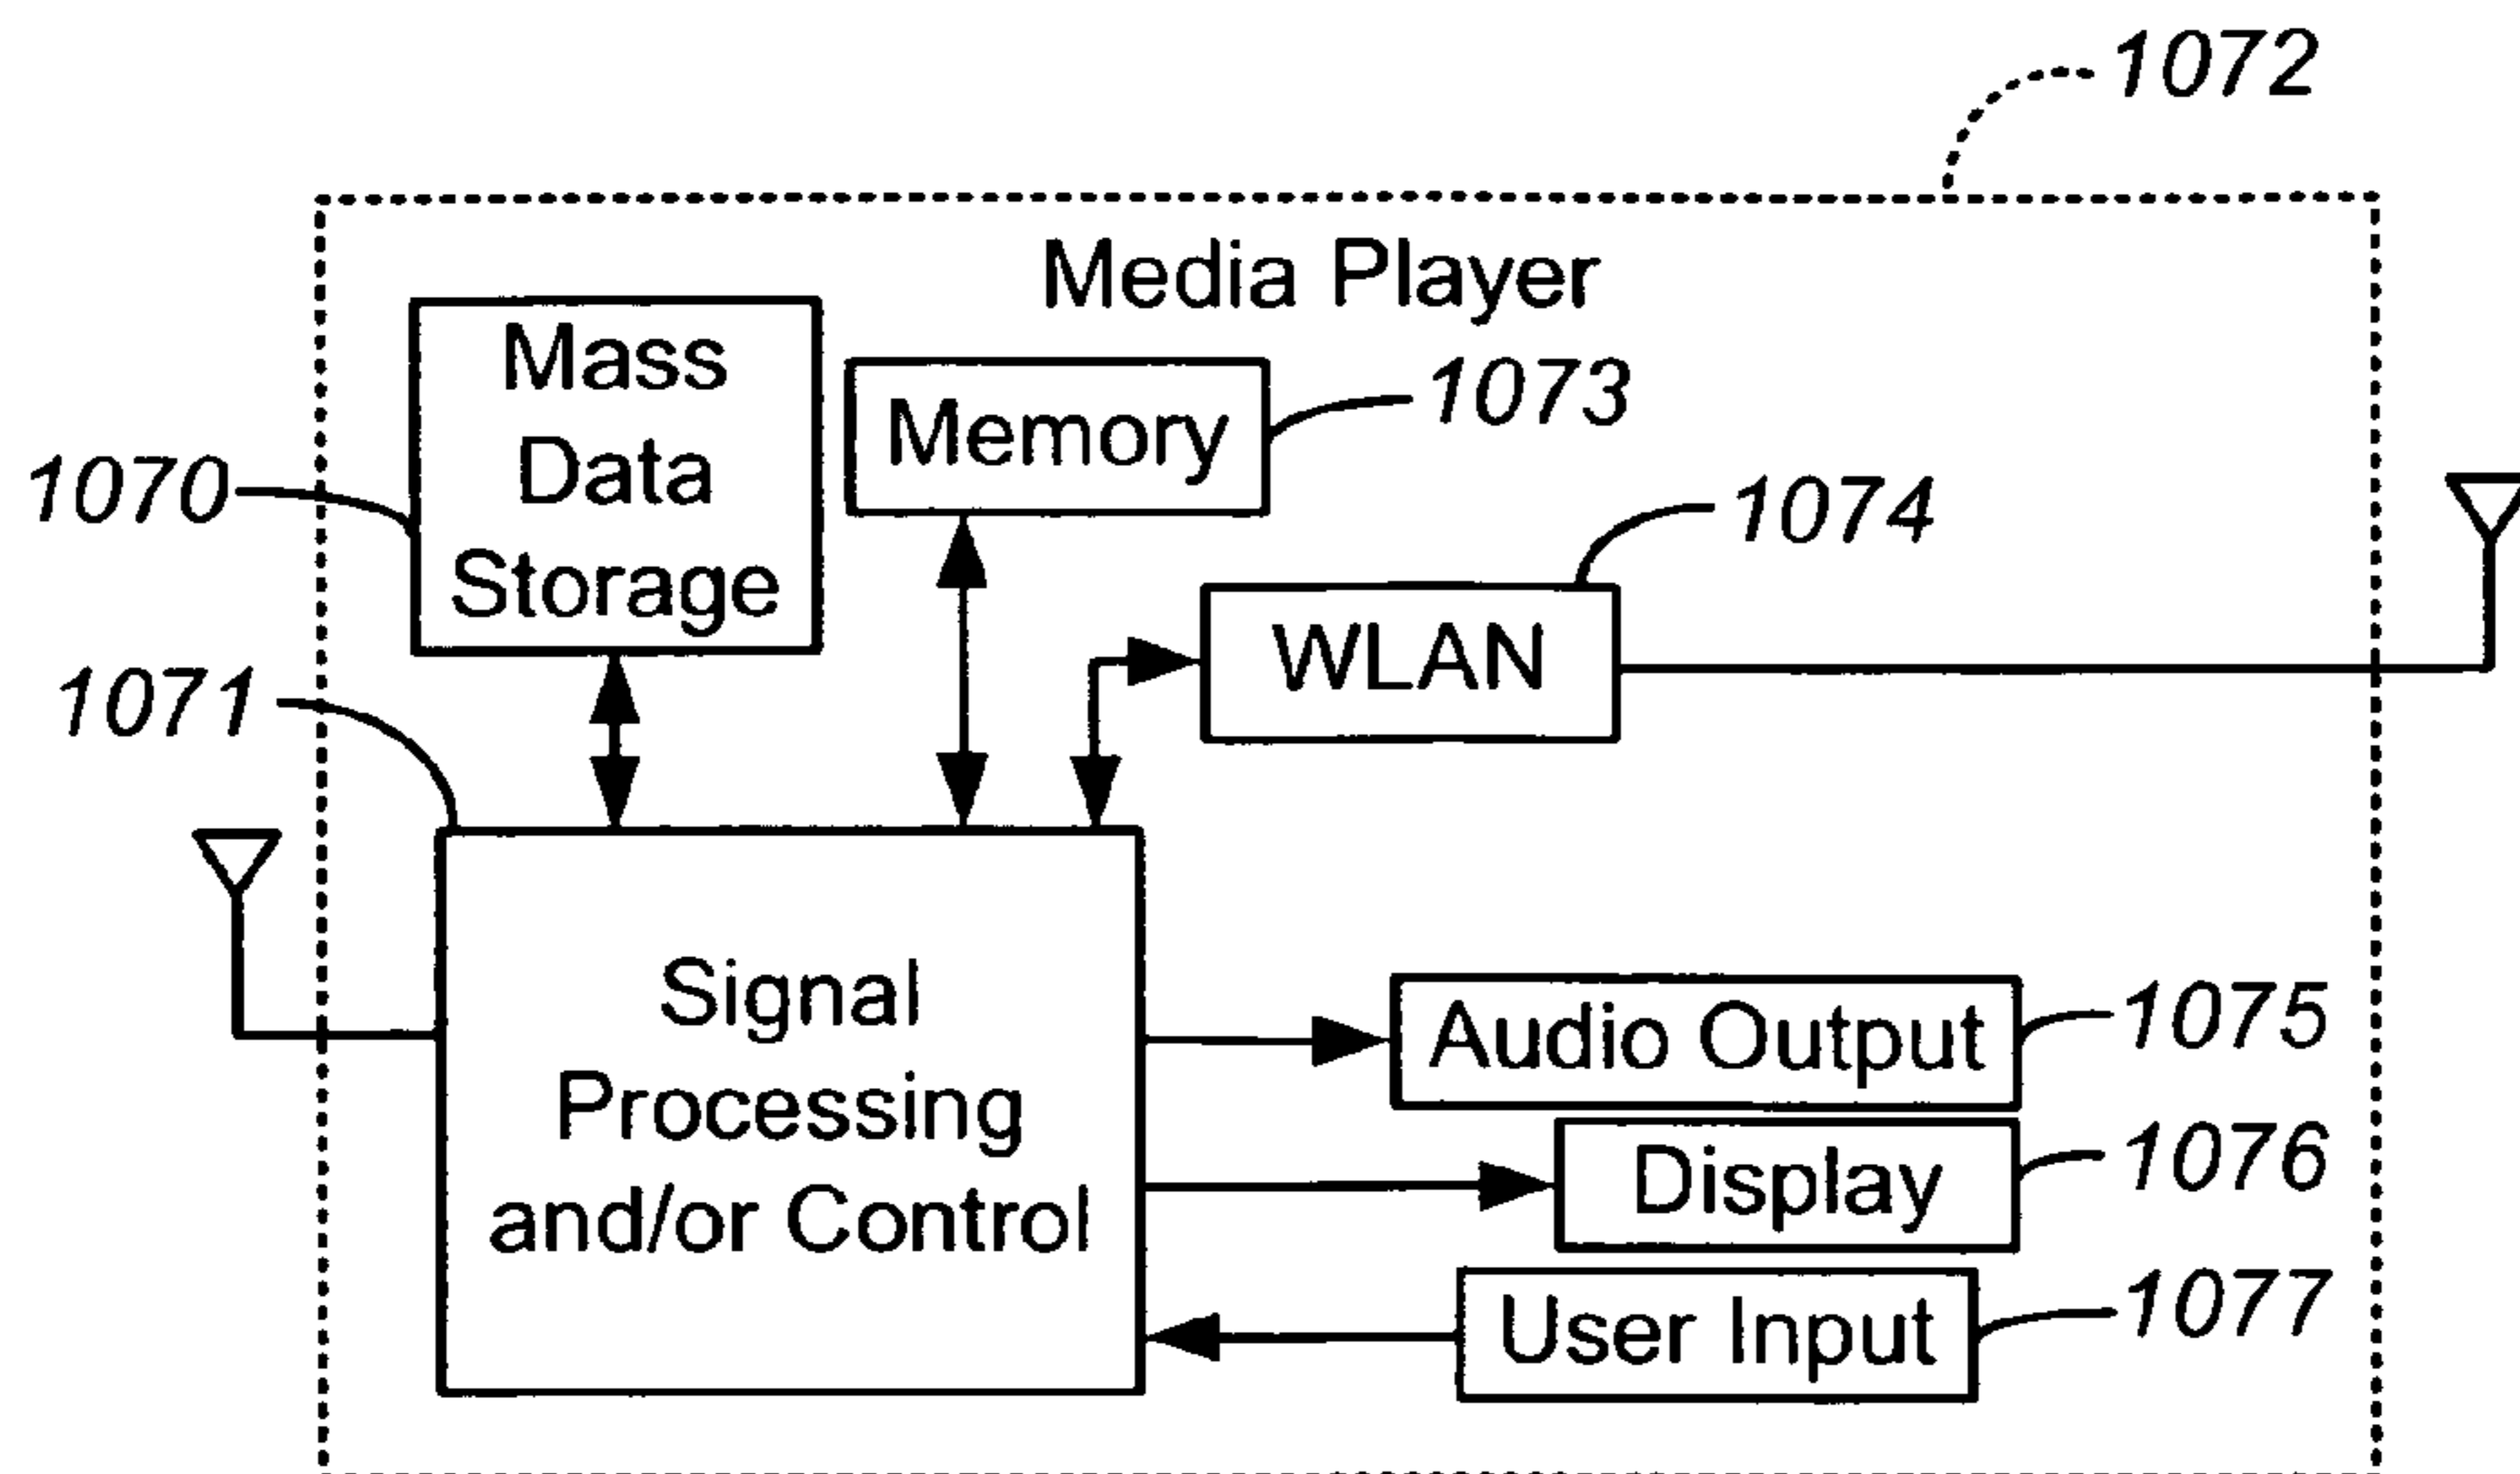 1072
Media Player
Mass
Data
Storage
Memory
1073
1070
1074
WLAN
1071
Signal
Processing
and/or Control
Audio Output
1075
Display
1076
User Input
1077